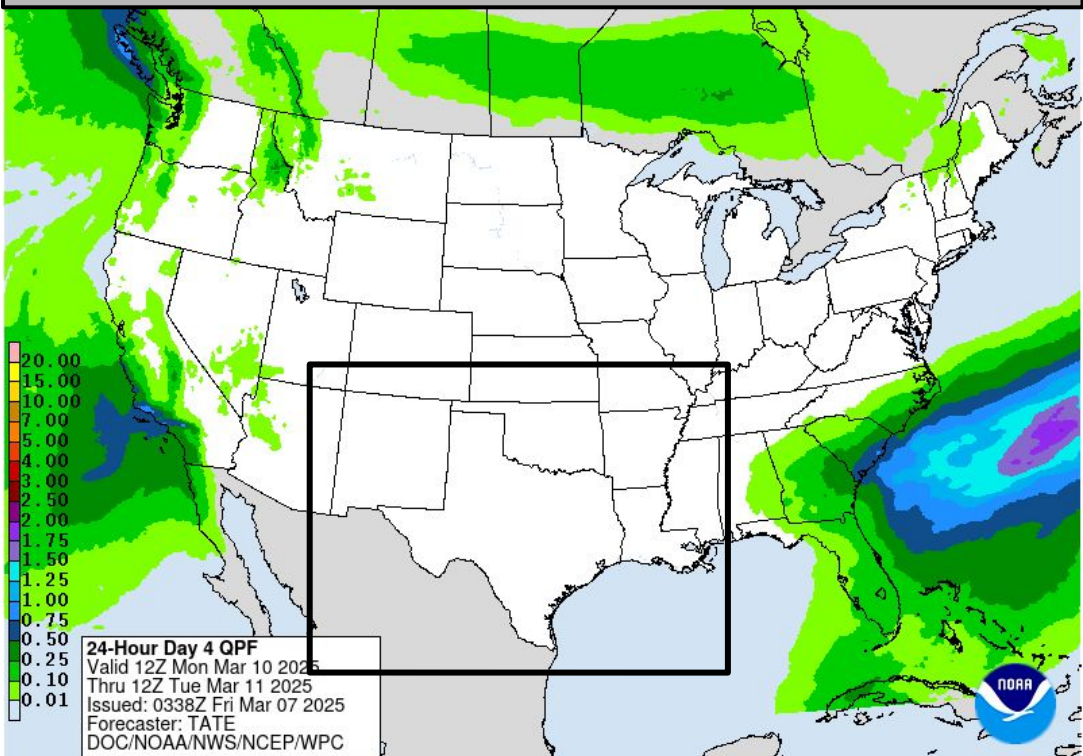 20.00
15.00
10.00
7.00
5.00
4.00
3.00
2.50
2.00
1.75
1.50
1.25
1.00
0.75
0.50
0.25
0.10
0.01
24-Hour Day 4 QPF
Valid 12Z Mon Mar 10 2025
Thru 12Z Tue Mar 11 2025
Issued: 0338Z Fri Mar 07 2025
Forecaster: TATE
DOC/NOAA/NWS/NCEP/WPC
NOAA